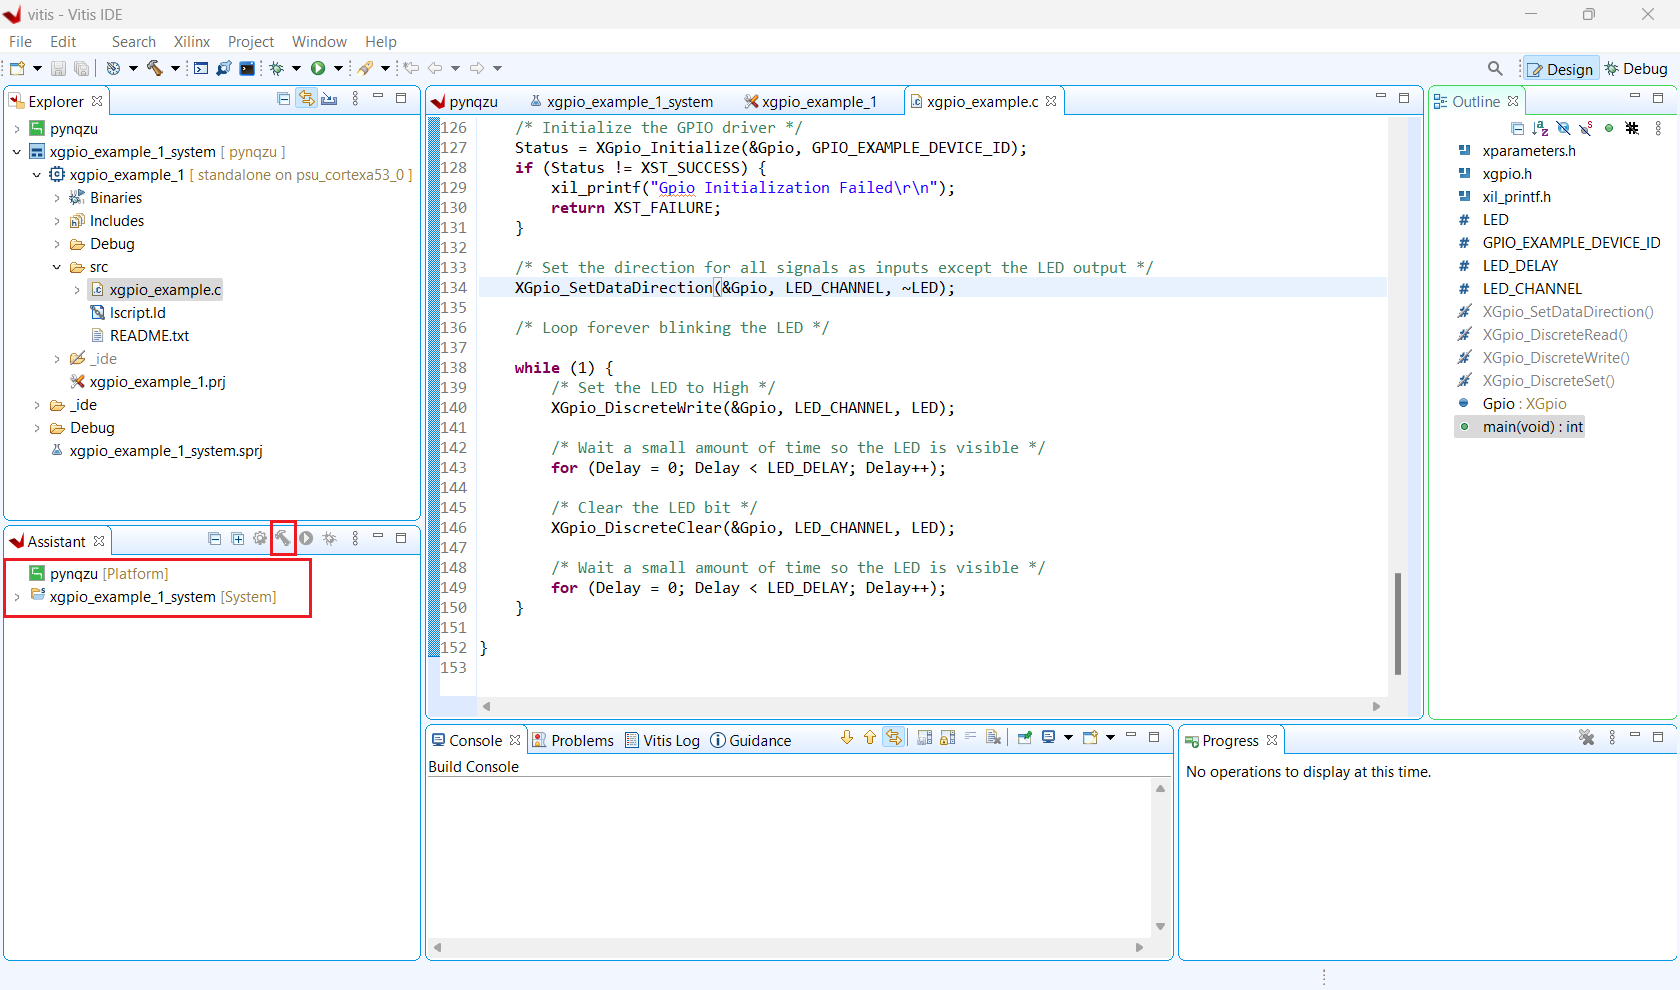 vitis - Vitis IDE
File Edit Search Xilinx Project Window Help
Design Debug
Explorer
pynqzu
xgpio_example_1_system [ pynqzu ]
xgpio_example_1 [ standalone on psu_cortexa53_0 ]
Binaries
Includes
Debug
src
xgpio_example.c
lscript.ld
README.txt
_ide
xgpio_example_1.prj
_ide
Debug
xgpio_example_1_system.sprj
Assistant
pynqzu [Platform]
xgpio_example_1_system [System]
pynqzu xgpio_example_1_system xgpio_example_1 xgpio_example.c
126 /* Initialize the GPIO driver */
127 Status = XGpio_Initialize(&Gpio, GPIO_EXAMPLE_DEVICE_ID);
128 if (Status != XST_SUCCESS) {
129 xil_printf("Gpio Initialization Failed\r\n");
130 return XST_FAILURE;
131 }
132
133 /* Set the direction for all signals as inputs except the LED output */
134 XGpio_SetDataDirection(&Gpio, LED_CHANNEL, ~LED);
135
136 /* Loop forever blinking the LED */
137
138 while (1) {
139 /* Set the LED to High */
140 XGpio_DiscreteWrite(&Gpio, LED_CHANNEL, LED);
141
142 /* Wait a small amount of time so the LED is visible */
143 for (Delay = 0; Delay < LED_DELAY; Delay++);
144
145 /* Clear the LED bit */
146 XGpio_DiscreteClear(&Gpio, LED_CHANNEL, LED);
147
148 /* Wait a small amount of time so the LED is visible */
149 for (Delay = 0; Delay < LED_DELAY; Delay++);
150 }
151
152 }
153
Outline
xparameters.h
xgpio.h
xil_printf.h
LED
GPIO_EXAMPLE_DEVICE_ID
LED_DELAY
LED_CHANNEL
XGpio_SetDataDirection()
XGpio_DiscreteRead()
XGpio_DiscreteWrite()
XGpio_DiscreteSet()
Gpio : XGpio
main(void) : int
Console Problems Vitis Log Guidance
Build Console
Progress
No operations to display at this time.